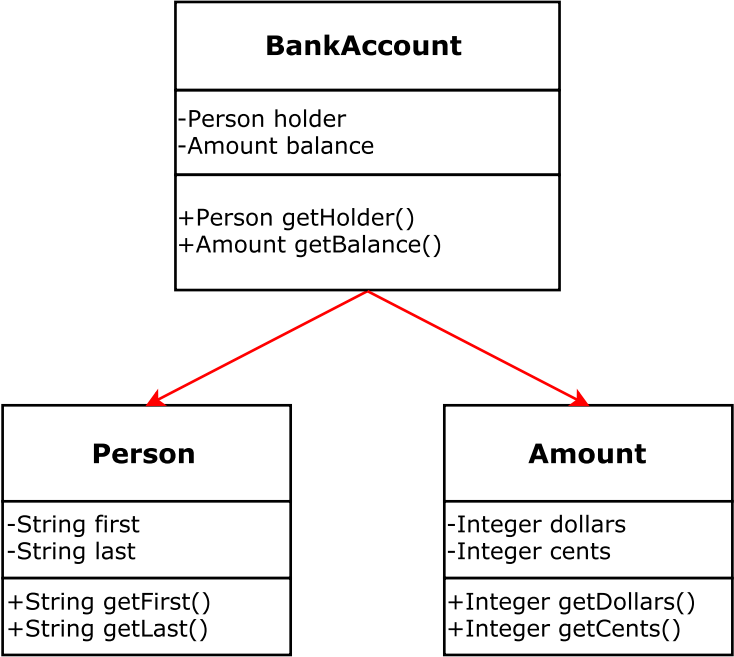 BankAccount
-Person holder
-Amount balance
+Person getHolder()
+Amount getBalance()
Person
-String first
-String last
+String getFirst()
+String getLast()
Amount
-Integer dollars
-Integer cents
+Integer getDollars()
+Integer getCents()